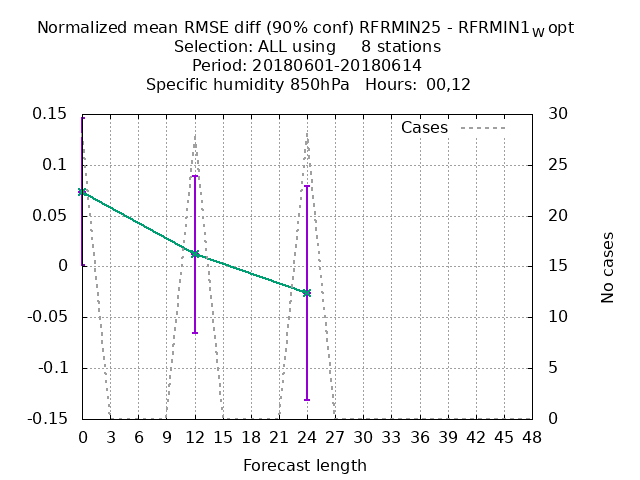 Normalized mean RMSE diff (90% conf) RFRMIN25 - RFRMIN1_W opt
Selection: ALL using     8 stations
Period: 20180601-20180614
Specific humidity 850hPa   Hours: 00,12
Cases
0.15
0.1
0.05
0
-0.05
-0.1
-0.15
30
25
20
15
10
5
0
No cases
0 3 6 9 12 15 18 21 24 27 30 33 36 39 42 45 48
Forecast length